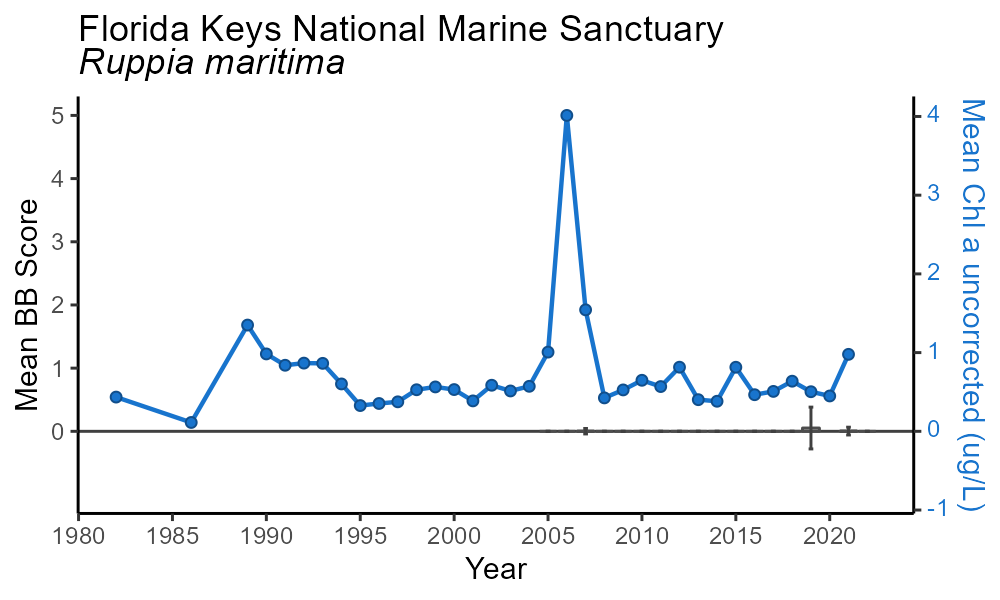 Florida Keys National Marine Sanctuary
Ruppia maritima
Mean BB Score
5
4
3
2
1
0
4
3
2
1
0
-1
Mean Chl a uncorrected (ug/L)
1980 1985 1990 1995 2000 2005 2010 2015 2020
Year